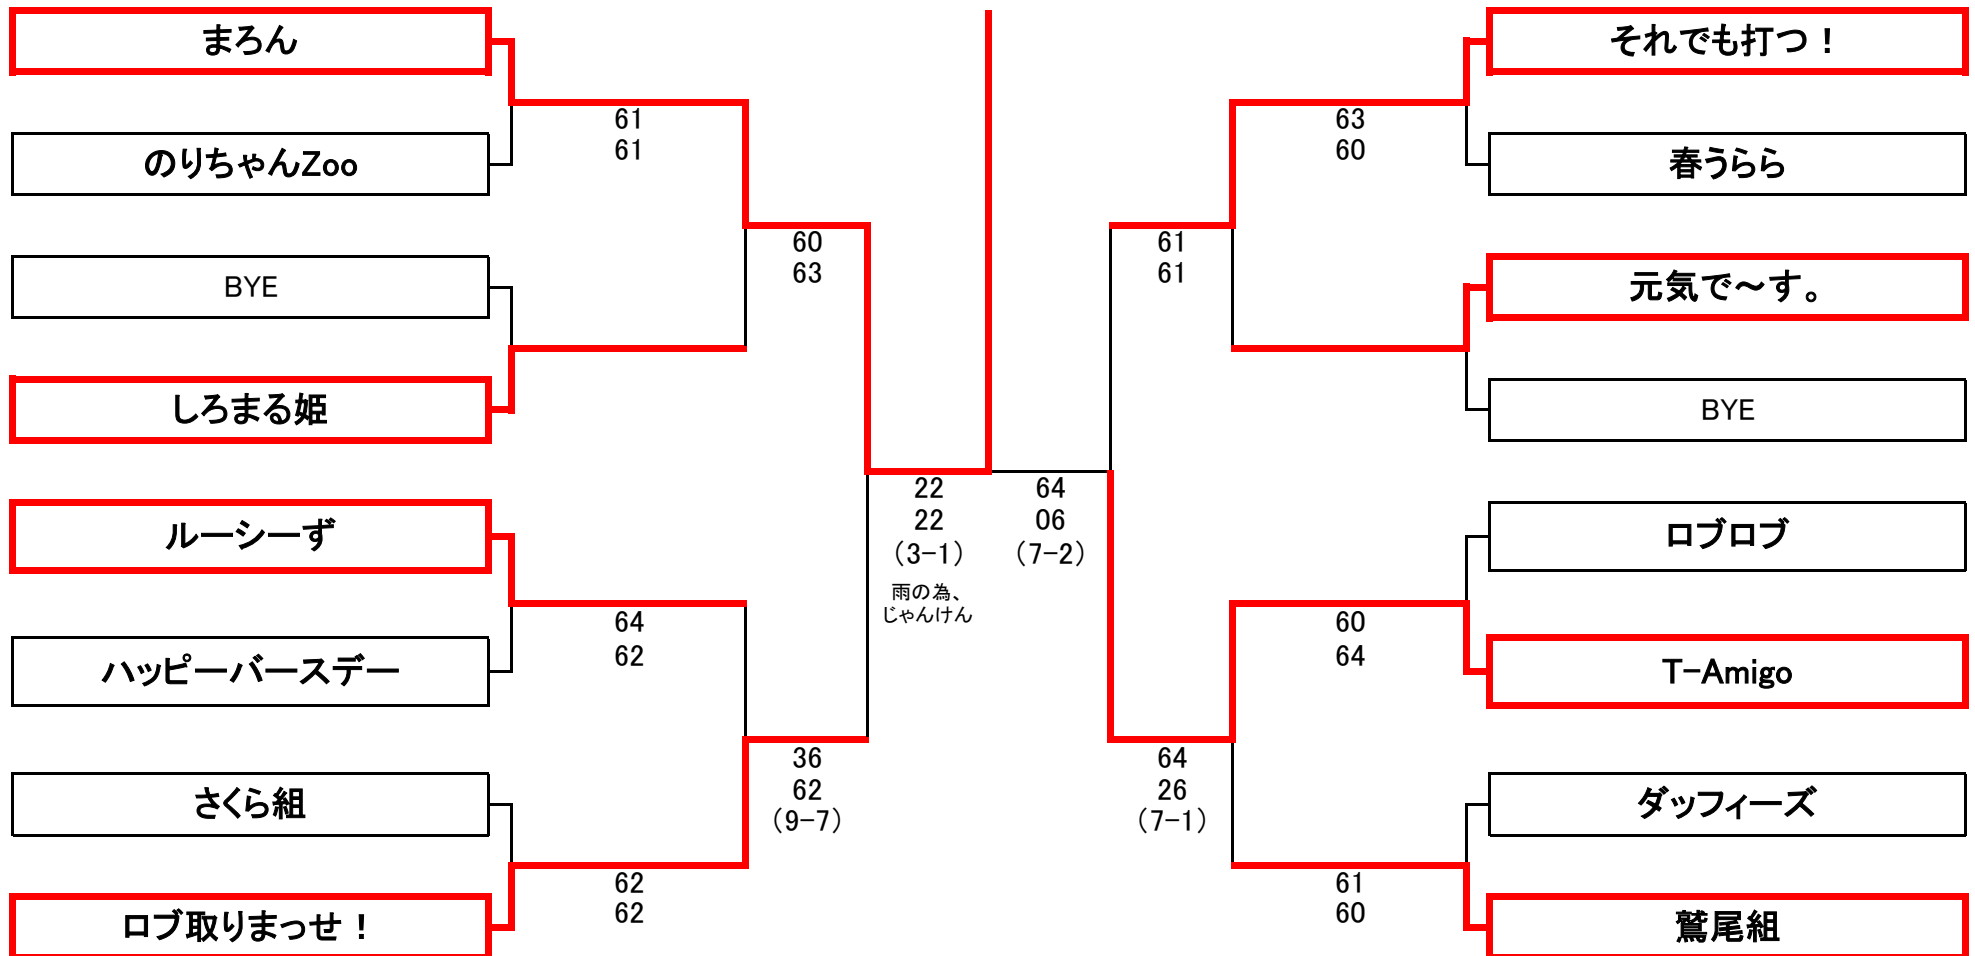 まろん
のりちゃんZoo
BYE
しろまる姫
ルーシーず
ハッピーバースデー
さくら組
ロブ取りまっせ！
61
61
64
62
62
62
60
63
36
62
(9-7)
22
22
(3-1)
雨の為、
じゃんけん
64
06
(7-2)
61
61
64
26
(7-1)
63
60
60
64
61
60
それでも打つ！
春うらら
元気で～す。
BYE
ロブロブ
T-Amigo
ダッフィーズ
鷲尾組